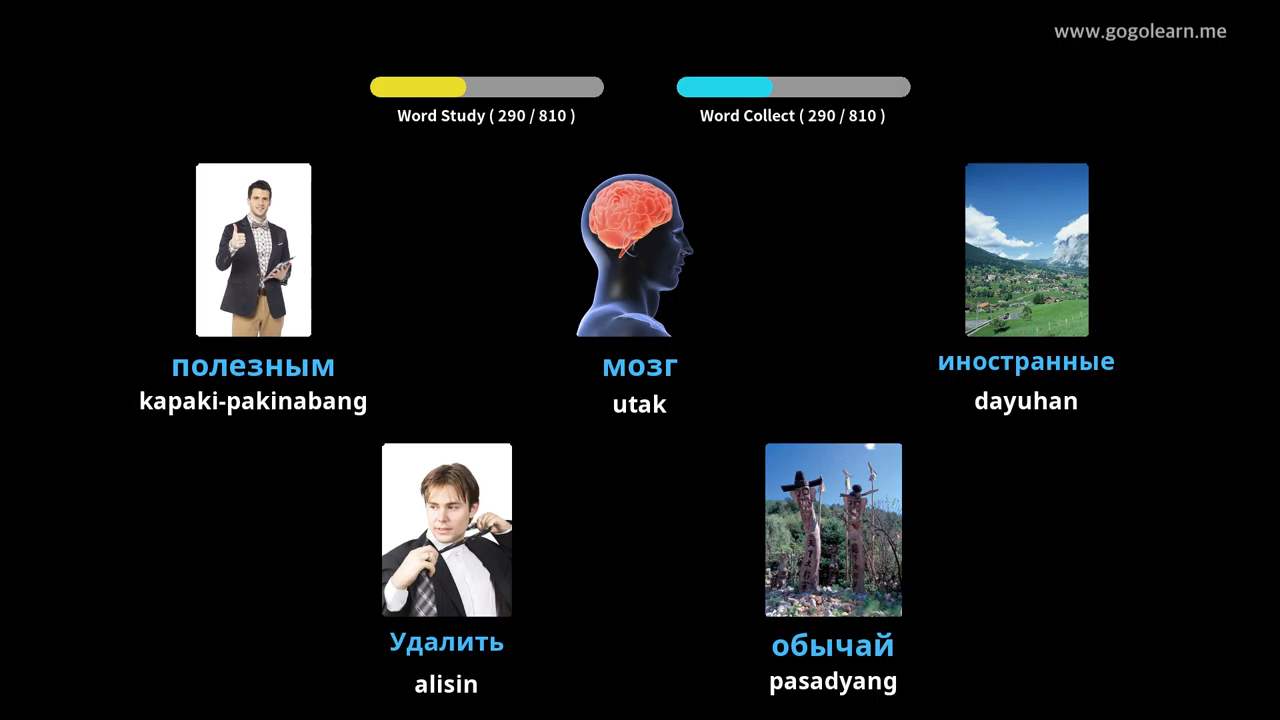 www.gogolearn.me
Word Study ( 290 / 810 )
Word Collect ( 290 / 810 )
полезным
kapaki-pakinabang
мозг
utak
иностранные
dayuhan
Удалить
alisin
обычай
pasadyang